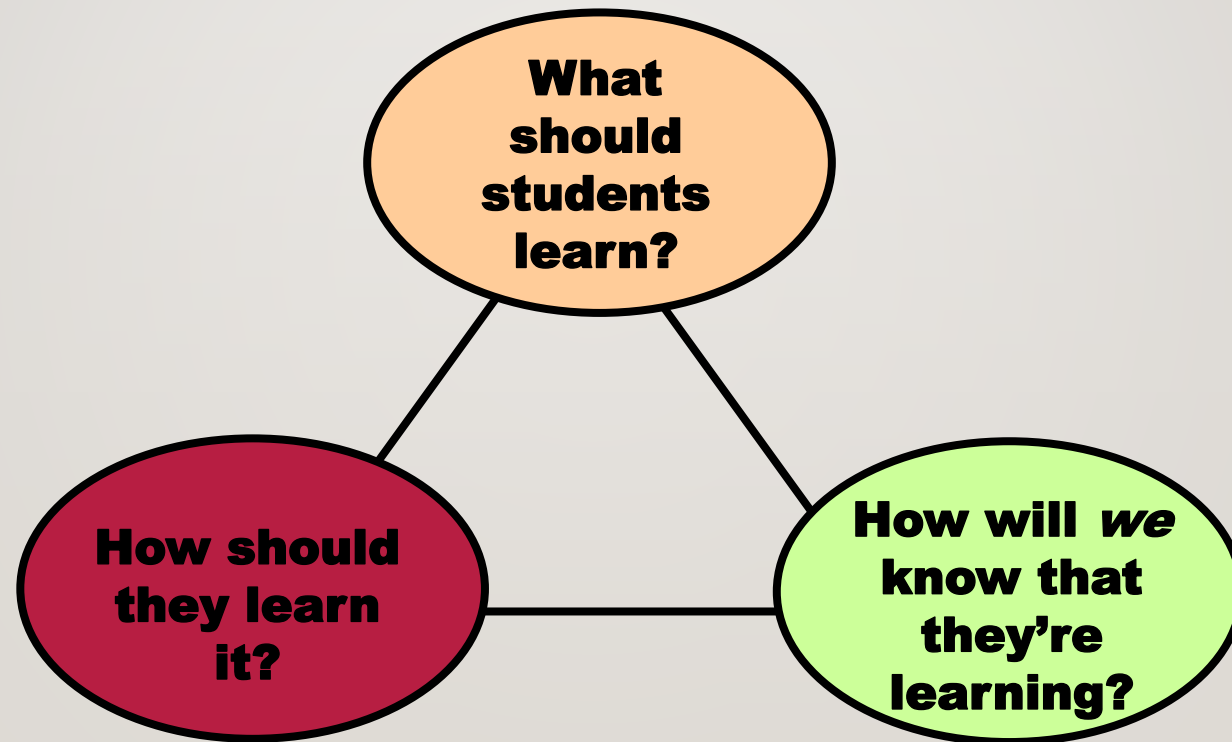 What
should
students
learn?
How should
they learn
it?
How will we
know that
they’re
learning?